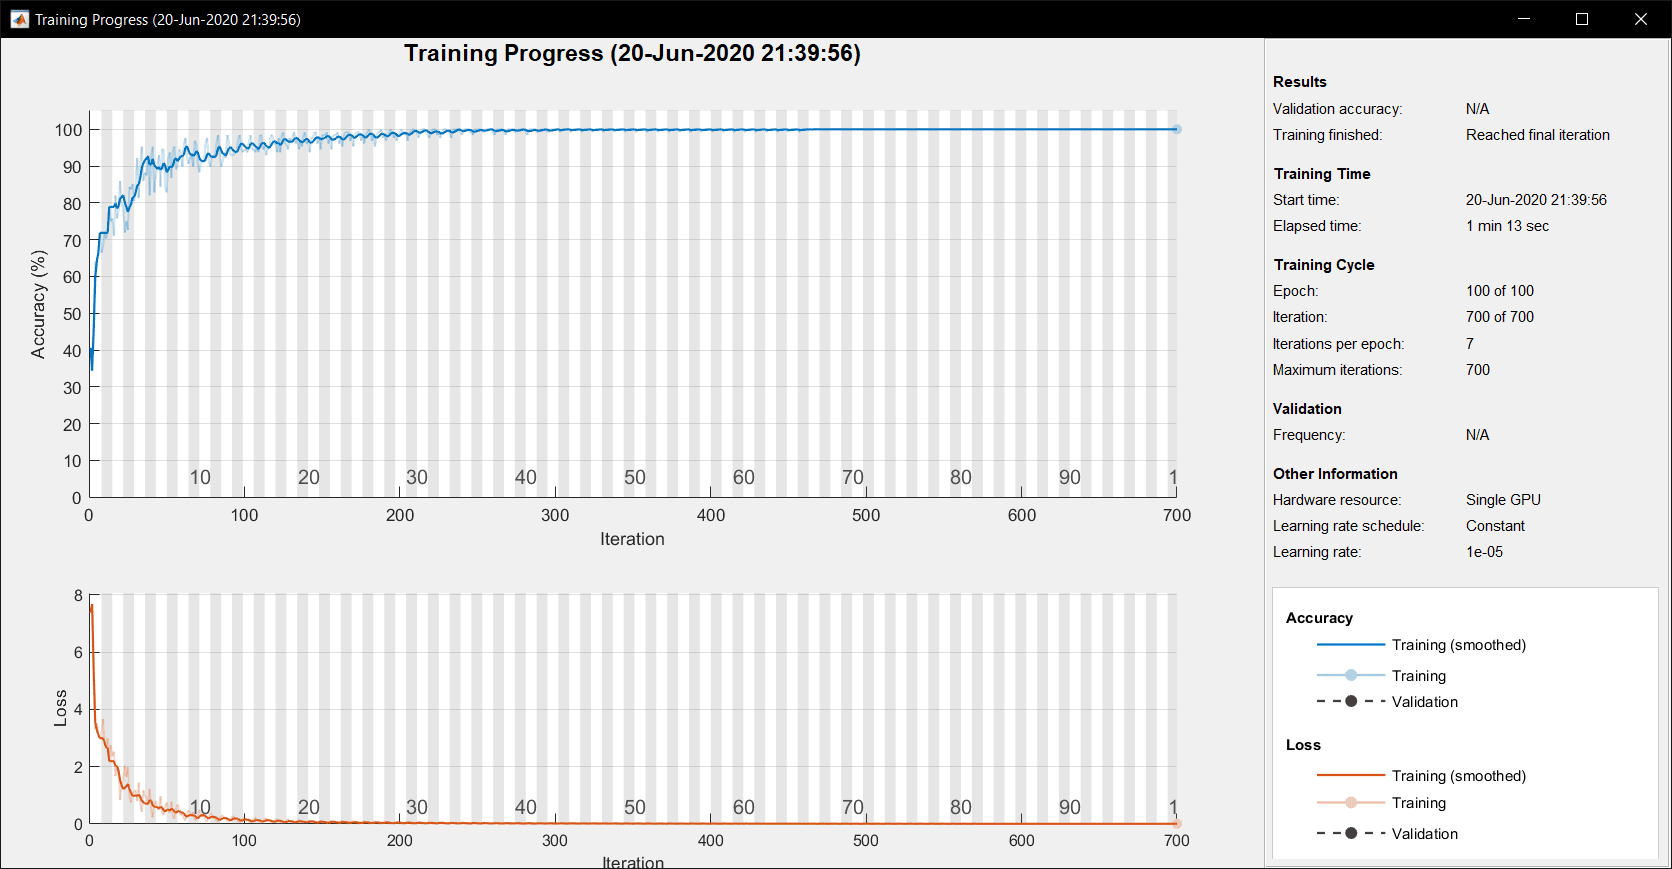 Training Progress (20-Jun-2020 21:39:56)
Training Progress (20-Jun-2020 21:39:56)
100
90
80
70
60
50
40
30
20
10
0
Accuracy (%)
10 20 30 40 50 60 70 80 90 1
0 100 200 300 400 500 600 700
Iteration
8
6
4
2
0
Loss
10 20 30 40 50 60 70 80 90 1
0 100 200 300 400 500 600 700
Iteration
Results
Validation accuracy: N/A
Training finished: Reached final iteration
Training Time
Start time: 20-Jun-2020 21:39:56
Elapsed time: 1 min 13 sec
Training Cycle
Epoch: 100 of 100
Iteration: 700 of 700
Iterations per epoch: 7
Maximum iterations: 700
Validation
Frequency: N/A
Other Information
Hardware resource: Single GPU
Learning rate schedule: Constant
Learning rate: 1e-05
Accuracy
Training (smoothed)
Training
Validation
Loss
Training (smoothed)
Training
Validation